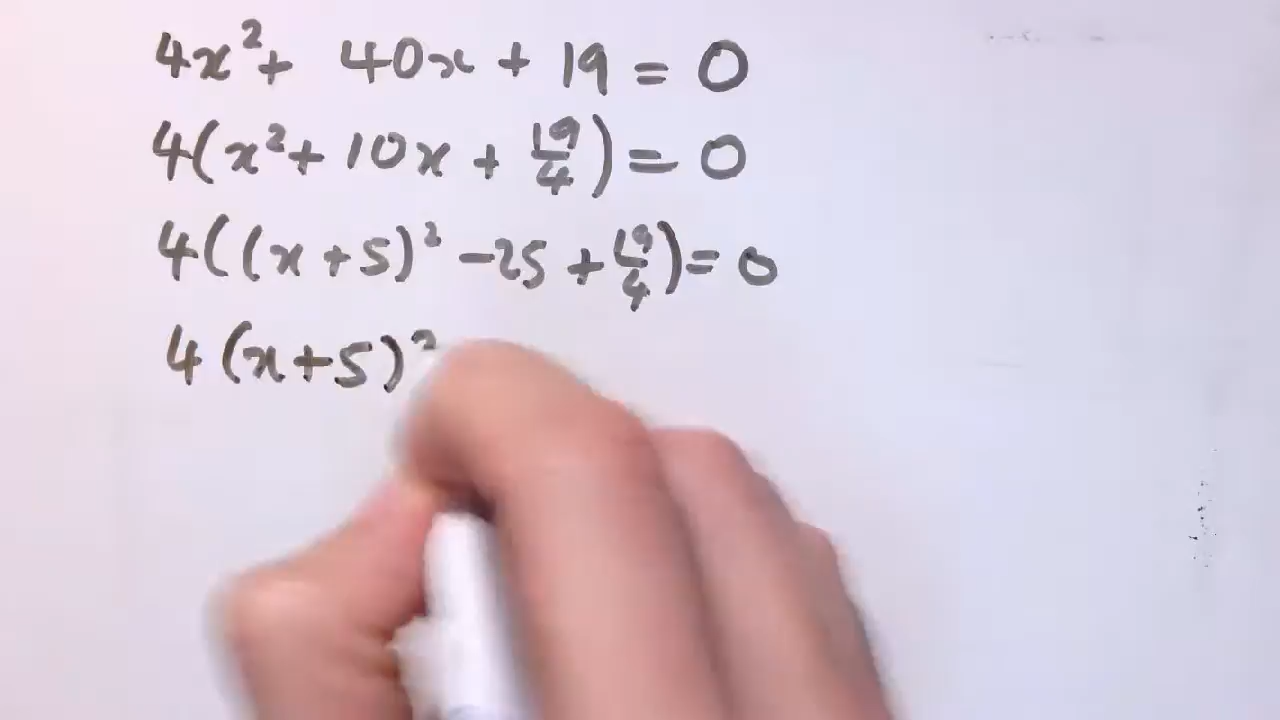 4x² + 40x + 19 = 0
4(x² + 10x + 19/4) = 0
4((x + 5)² - 25 + 19/4) = 0
4(x + 5)²